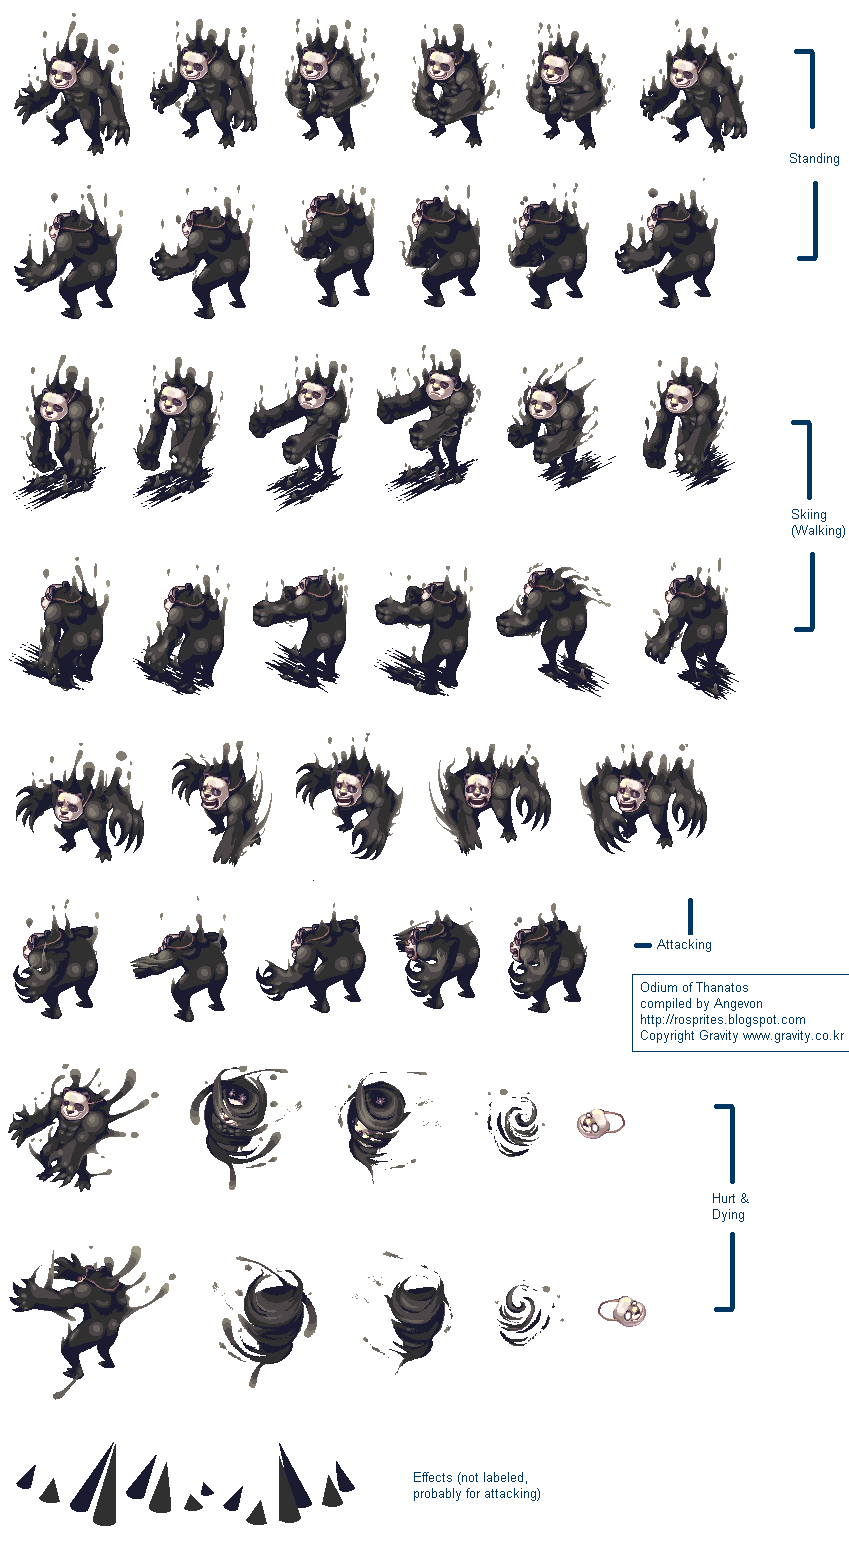 Standing
Skiing
(Walking)
Attacking
Odium of Thanatos
compiled by Angevon
http://rosprites.blogspot.com
Copyright Gravity www.gravity.co.kr
Hurt &
Dying
Effects (not labeled,
probably for attacking)